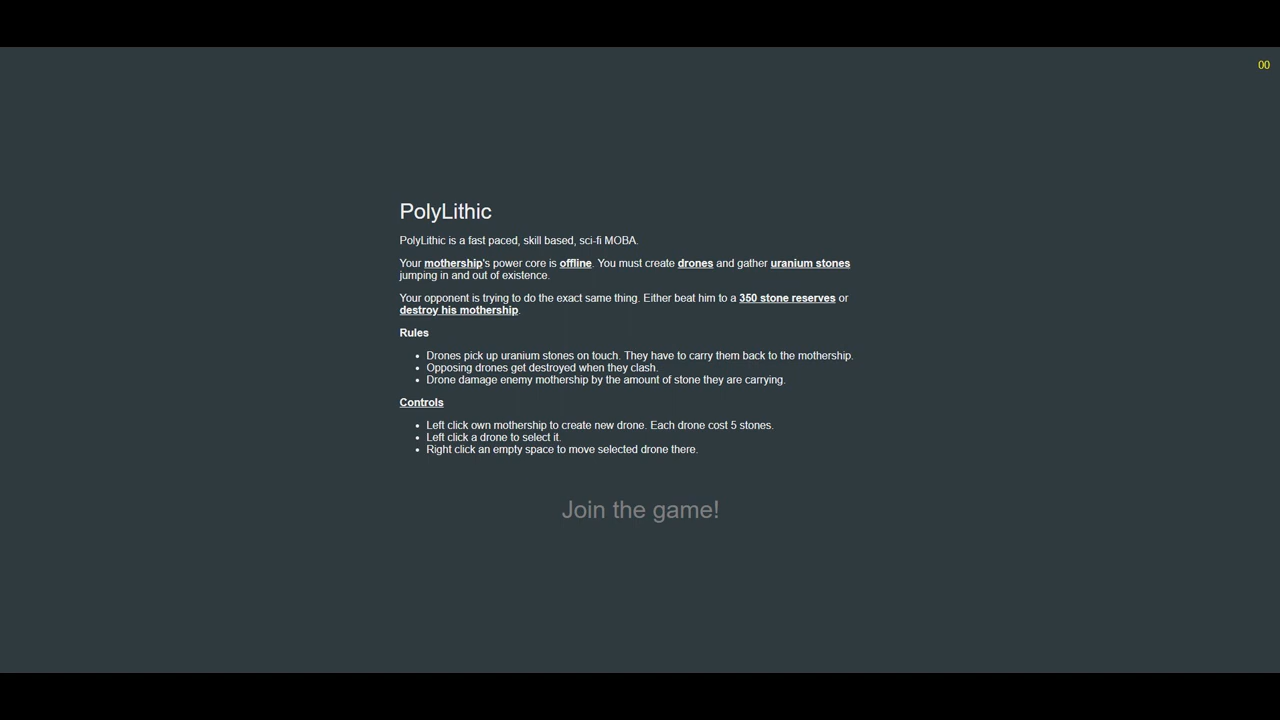 00
PolyLithic
PolyLithic is a fast paced, skill based, sci-fi MOBA.
Your mothership's power core is offline. You must create drones and gather uranium stones
jumping in and out of existence.
Your opponent is trying to do the exact same thing. Either beat him to a 350 stone reserves or
destroy his mothership.
Rules
• Drones pick up uranium stones on touch. They have to carry them back to the mothership.
• Opposing drones get destroyed when they clash.
• Drone damage enemy mothership by the amount of stone they are carrying.
Controls
• Left click own mothership to create new drone. Each drone cost 5 stones.
• Left click a drone to select it.
• Right click an empty space to move selected drone there.
Join the game!